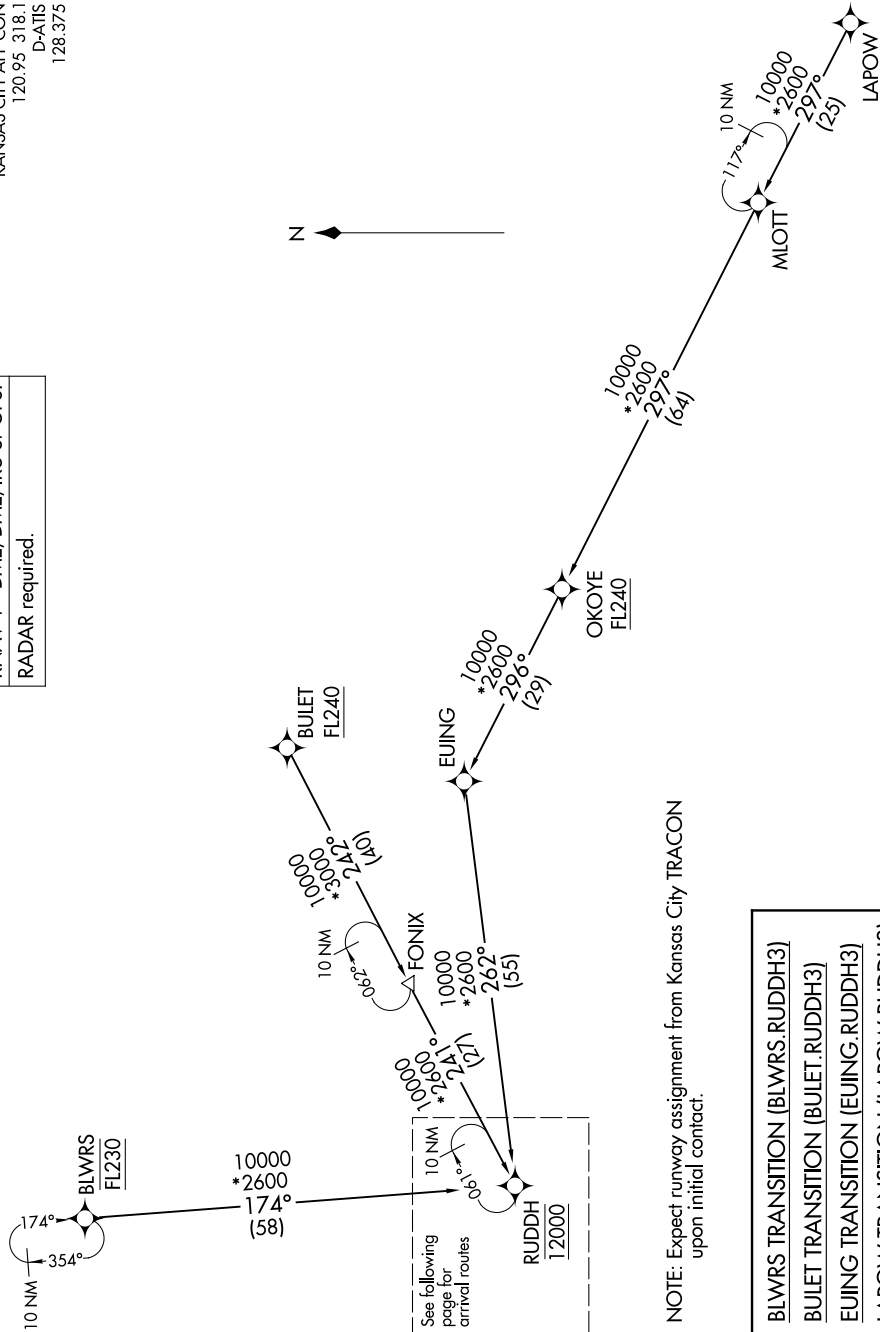 120.95 318.1
D-ATIS
128.375
RADAR required.
N
LAPOW
10000
*2600
297°
(25)
10 NM
117°
MLOTT
10000
*2600
297°
(64)
OKOYE
FL240
10000
*2600
296°
(29)
EUING
BULET
FL240
10000
*3000
242°
(40)
10 NM
062°
FONIX
10000
*2600
262°
(55)
10000
*2600
241°
(27)
BLWRS
FL230
174°
354°
10 NM
10000
*2600
174°
(58)
10 NM
061°
See following
page for
arrival routes
RUDDH
12000
NOTE: Expect runway assignment from Kansas City TRACON
upon initial contact.
BLWRS TRANSITION (BLWRS.RUDDH3)
BULET TRANSITION (BULET.RUDDH3)
EUING TRANSITION (EUING.RUDDH3)